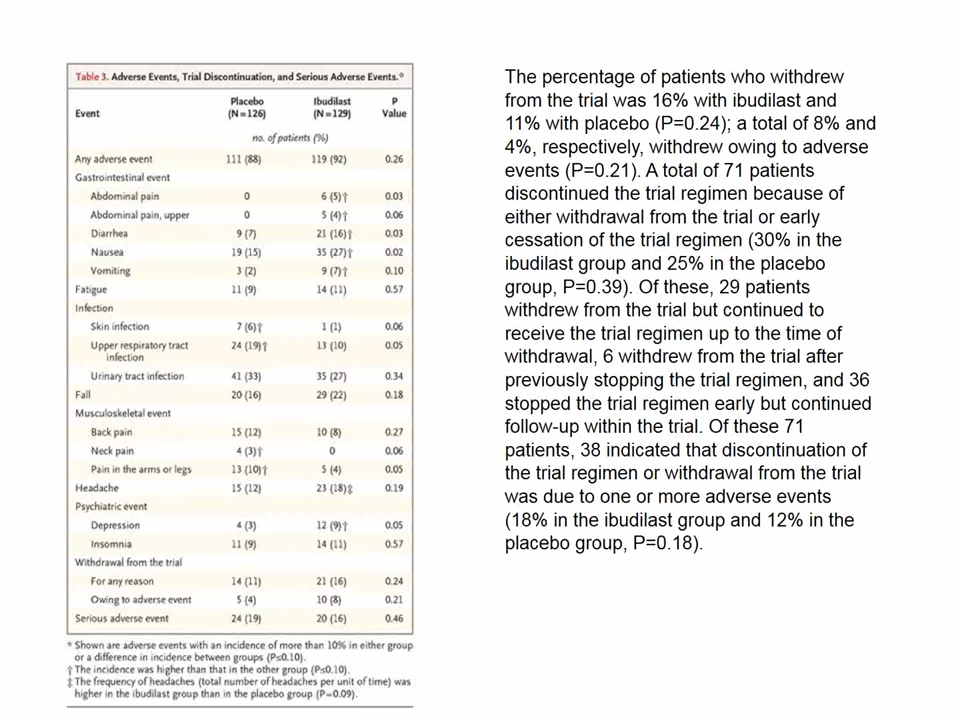 Table 3. Adverse Events, Trial Discontinuation, and Serious Adverse Events.*
Event Placebo (N=126) Ibudilast (N=129) P Value
no. of patients (%)
Any adverse event 111 (88) 119 (92) 0.26
Gastrointestinal event
Abdominal pain 0 6 (5)† 0.03
Abdominal pain, upper 0 5 (4)† 0.06
Diarrhea 9 (7) 21 (16)† 0.03
Nausea 19 (15) 35 (27)† 0.02
Vomiting 3 (2) 9 (7)† 0.10
Fatigue 11 (9) 14 (11) 0.57
Infection
Skin infection 7 (6)† 1 (1) 0.06
Upper respiratory tract infection 24 (19)† 13 (10) 0.05
Urinary tract infection 41 (33) 35 (27) 0.34
Fall 20 (16) 29 (22) 0.18
Musculoskeletal event
Back pain 15 (12) 10 (8) 0.27
Neck pain 4 (3)† 0 0.06
Pain in the arms or legs 13 (10)† 5 (4) 0.05
Headache 15 (12) 23 (18)‡ 0.19
Psychiatric event
Depression 4 (3) 12 (9)† 0.05
Insomnia 11 (9) 14 (11) 0.57
Withdrawal from the trial
For any reason 14 (11) 21 (16) 0.24
Owing to adverse event 5 (4) 10 (8) 0.21
Serious adverse event 24 (19) 20 (16) 0.46
* Shown are adverse events with an incidence of more than 10% in either group
or a difference in incidence between groups (P≤0.10).
† The incidence was higher than that in the other group (P≤0.10).
‡ The frequency of headaches (total number of headaches per unit of time) was
higher in the ibudilast group than in the placebo group (P=0.09).
The percentage of patients who withdrew
from the trial was 16% with ibudilast and
11% with placebo (P=0.24); a total of 8% and
4%, respectively, withdrew owing to adverse
events (P=0.21). A total of 71 patients
discontinued the trial regimen because of
either withdrawal from the trial or early
cessation of the trial regimen (30% in the
ibudilast group and 25% in the placebo
group, P=0.39). Of these, 29 patients
withdrew from the trial but continued to
receive the trial regimen up to the time of
withdrawal, 6 withdrew from the trial after
previously stopping the trial regimen, and 36
stopped the trial regimen early but continued
follow-up within the trial. Of these 71
patients, 38 indicated that discontinuation of
the trial regimen or withdrawal from the trial
was due to one or more adverse events
(18% in the ibudilast group and 12% in the
placebo group, P=0.18).